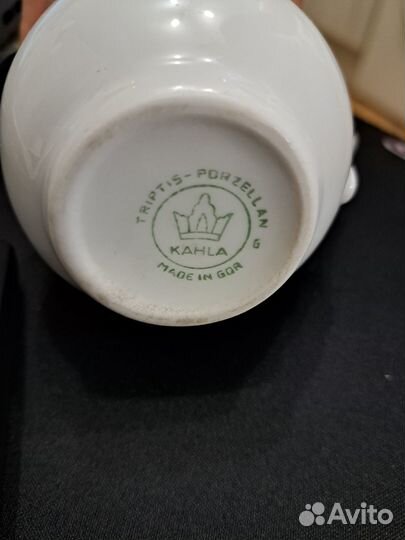 TRIPTIS-PORZELLAN 6
KAHLA
MADE IN GDR
Avito